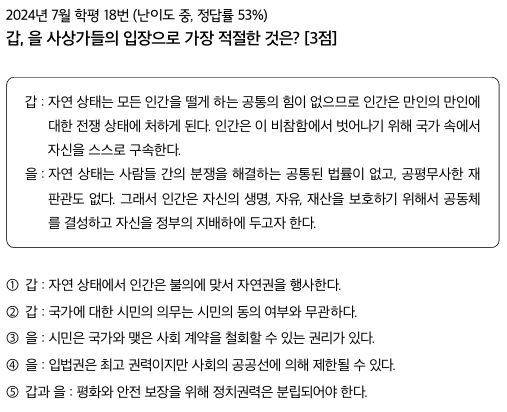 2024년 7월 학평 18번 (난이도 중, 정답률 53%)
갑, 을 사상가들의 입장으로 가장 적절한 것은? [3점]
갑 : 자연 상태는 모든 인간을 떨게 하는 공통의 힘이 없으므로 인간은 만인의 만인에
대한 전쟁 상태에 처하게 된다. 인간은 이 비참함에서 벗어나기 위해 국가 속에서
자신을 스스로 구속한다.
을 : 자연 상태는 사람들 간의 분쟁을 해결하는 공통된 법률이 없고, 공평무사한 재
판관도 없다. 그래서 인간은 자신의 생명, 자유, 재산을 보호하기 위해서 공동체
를 결성하고 자신을 정부의 지배하에 두고자 한다.
① 갑 : 자연 상태에서 인간은 불의에 맞서 자연권을 행사한다.
② 갑 : 국가에 대한 시민의 의무는 시민의 동의 여부와 무관하다.
③ 을 : 시민은 국가와 맺은 사회 계약을 철회할 수 있는 권리가 있다.
④ 을 : 입법권은 최고 권력이지만 사회의 공공선에 의해 제한될 수 있다.
⑤ 갑과 을 : 평화와 안전 보장을 위해 정치권력은 분립되어야 한다.